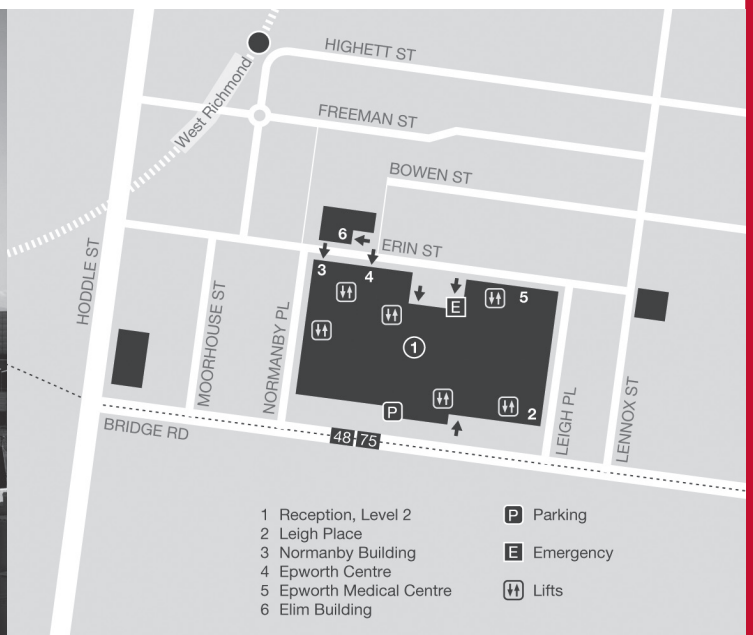 HIGHETT ST
West Richmond
FREEMAN ST
BOWEN ST
6
ERIN ST
3
4
5
E
HODDLE ST
MOORHOUSE ST
NORMANBY PL
1
P
2
LEIGH PL
LENNOX ST
BRIDGE RD
48 75
1 Reception, Level 2
2 Leigh Place
3 Normanby Building
4 Epworth Centre
5 Epworth Medical Centre
6 Elim Building
P Parking
E Emergency
Lifts